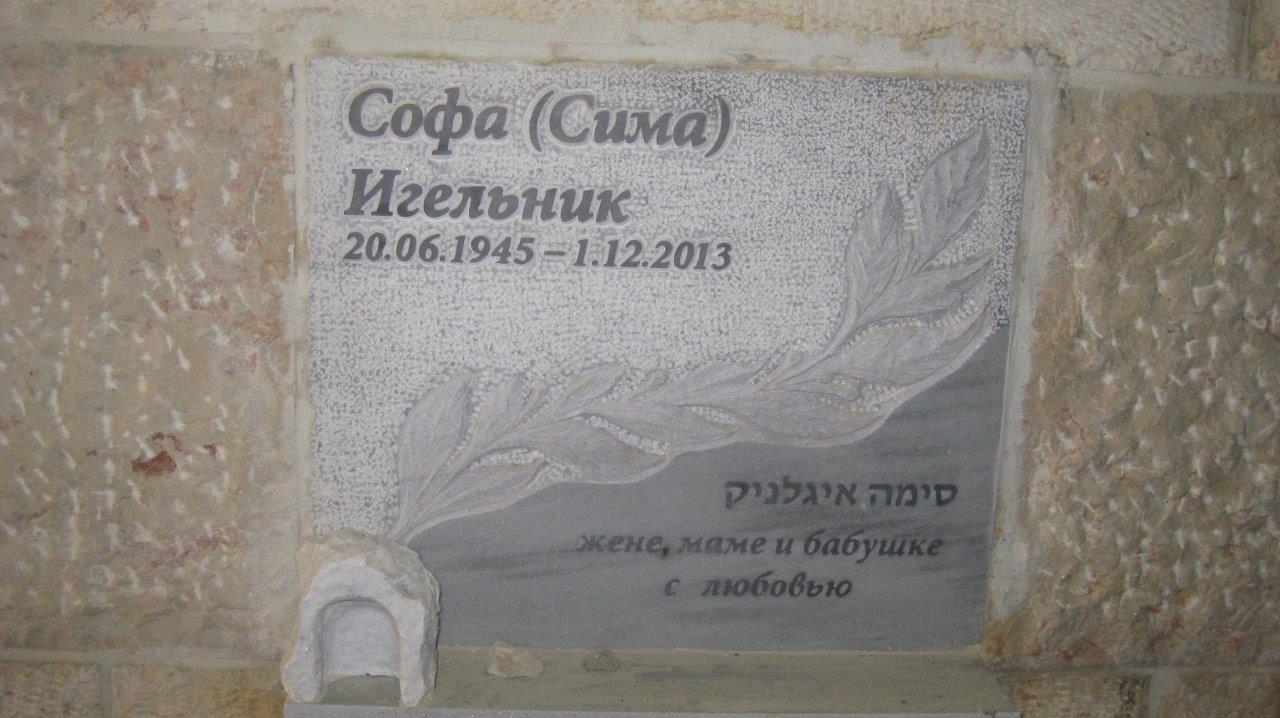 Софа (Сима)
Игельник
20.06.1945 – 1.12.2013
סימה איגלניק
жене, маме и бабушке
с любовью